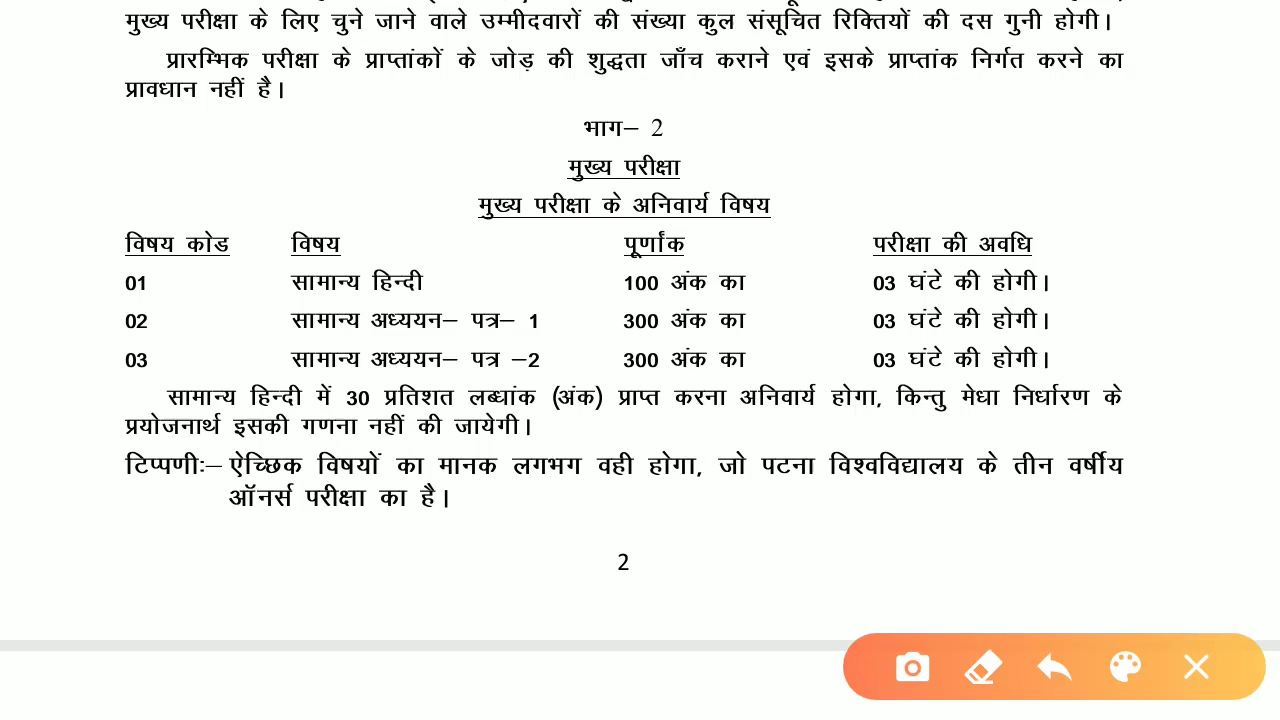 मुख्य परीक्षा के लिए चुने जाने वाले उम्मीदवारों की संख्या कुल संसूचित रिक्तियों की दस गुनी होगी।
प्रारम्भिक परीक्षा के प्राप्तांकों के जोड़ की शुद्धता जाँच कराने एवं इसके प्राप्तांक निर्गत करने का
प्रावधान नहीं है।
भाग– 2
मुख्य परीक्षा
मुख्य परीक्षा के अनिवार्य विषय
विषय कोड विषय पूर्णांक परीक्षा की अवधि
01 सामान्य हिन्दी 100 अंक का 03 घंटे की होगी।
02 सामान्य अध्ययन– पत्र– 1 300 अंक का 03 घंटे की होगी।
03 सामान्य अध्ययन– पत्र –2 300 अंक का 03 घंटे की होगी।
सामान्य हिन्दी में 30 प्रतिशत लब्धांक (अंक) प्राप्त करना अनिवार्य होगा, किन्तु मेधा निर्धारण के
प्रयोजनार्थ इसकी गणना नहीं की जायेगी।
टिप्पणीः– ऐच्छिक विषयों का मानक लगभग वही होगा, जो पटना विश्वविद्यालय के तीन वर्षीय
ऑनर्स परीक्षा का है।
2